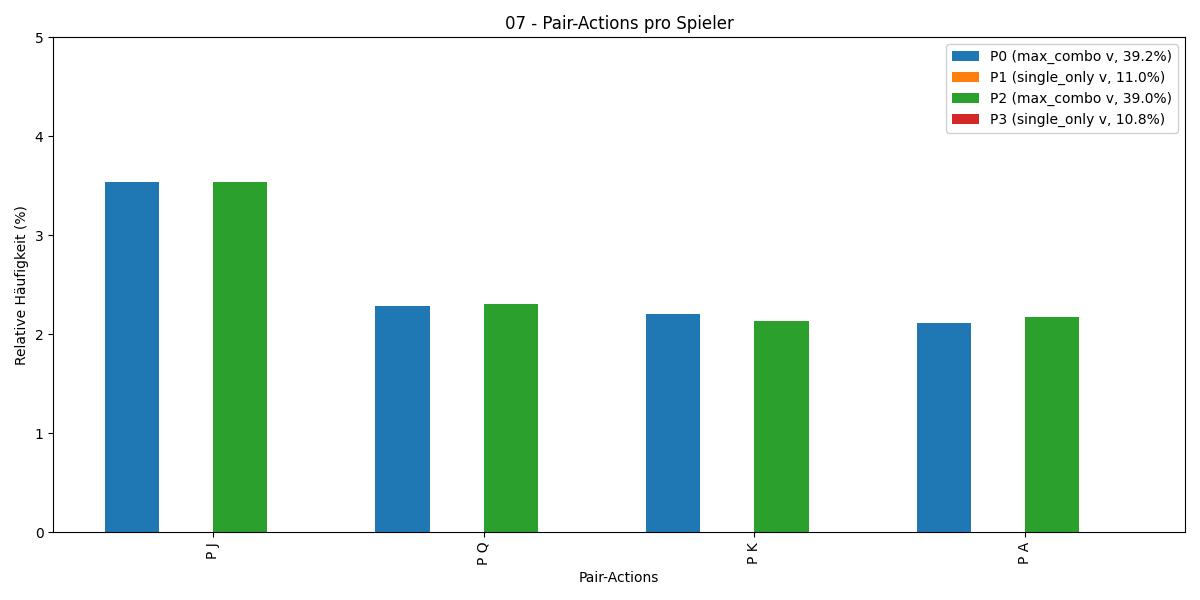 07 - Pair-Actions pro Spieler
P0 (max_combo v, 39.2%)
P1 (single_only v, 11.0%)
P2 (max_combo v, 39.0%)
P3 (single_only v, 10.8%)
Relative Häufigkeit (%)
5
4
3
2
1
0
P J
P Q
P K
P A
Pair-Actions